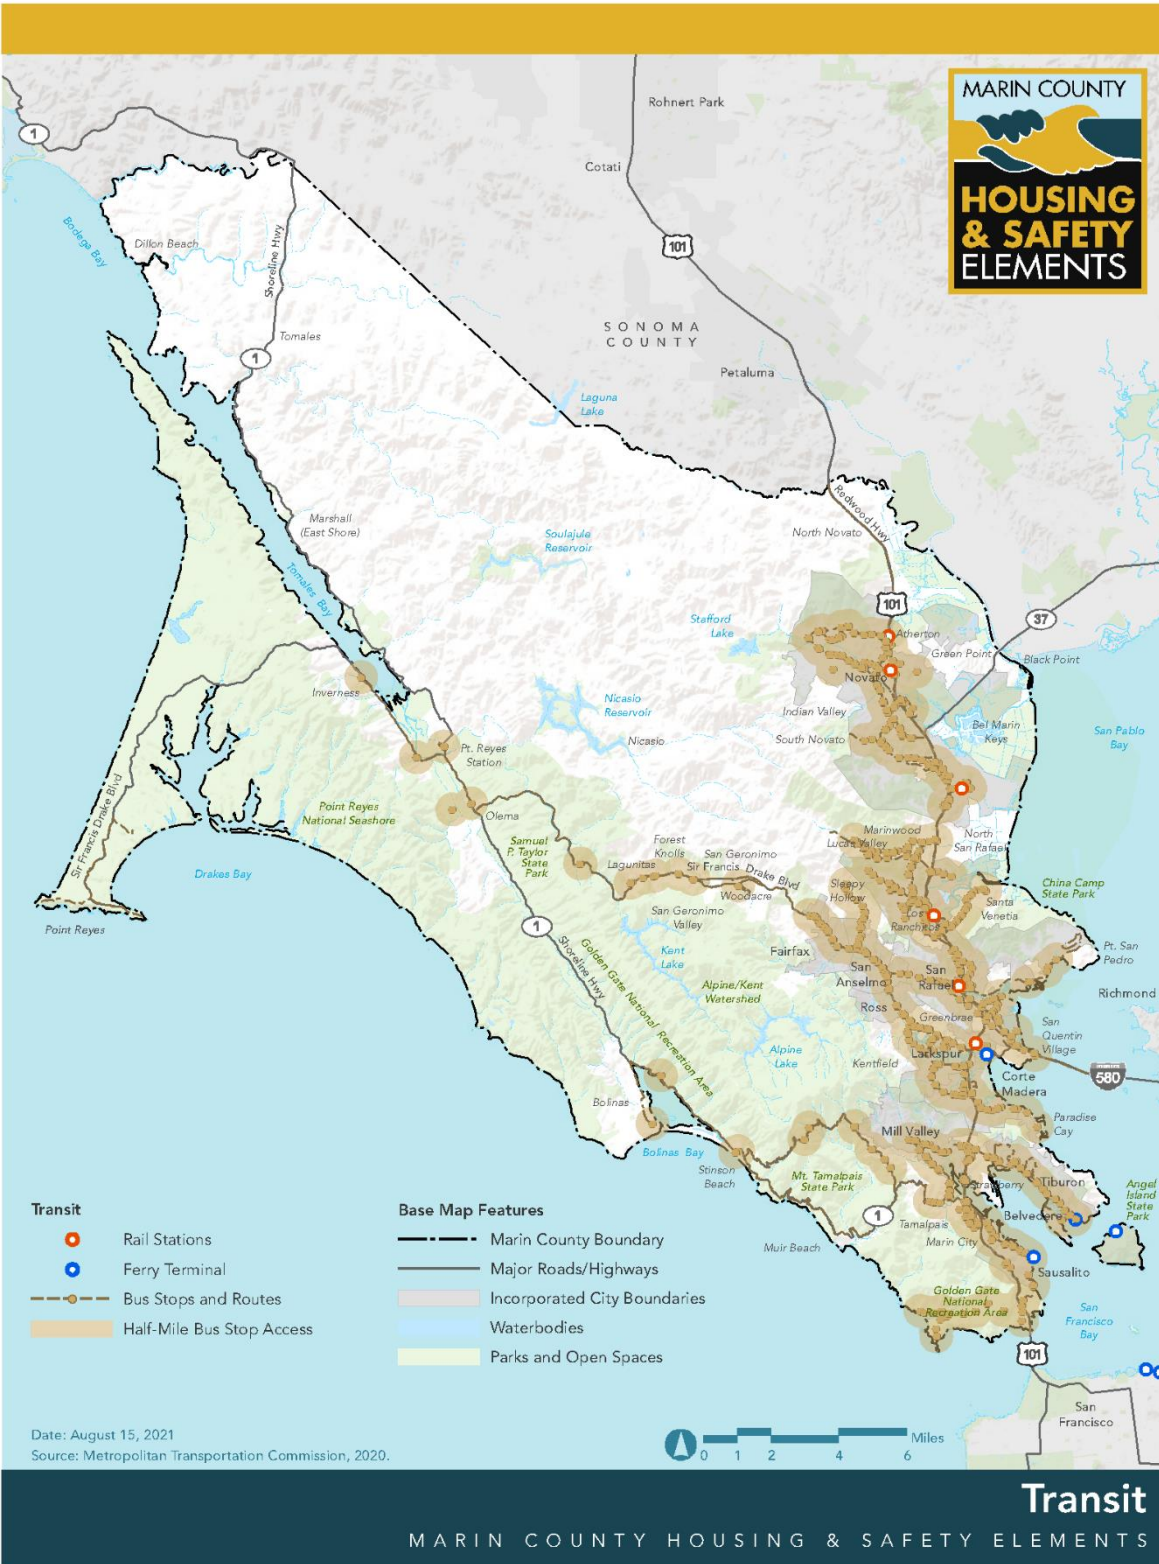 MARIN COUNTY
HOUSING
& SAFETY
ELEMENTS
Rohnert Park
Cotati
1
101
Bodega Bay
Dillon Beach
Shoreline Hwy
Tomales
1
SONOMA
COUNTY
Petaluma
Laguna
Lake
Marshall
(East Shore)
Soulajule
Reservoir
North Novato
Redwood Hwy
Tomales Bay
101
37
Stafford
Lake
Atherton
Green Point
Black Point
Novato
Inverness
Nicasio
Reservoir
Indian Valley
Bel Marin
Keys
San Pablo
Bay
South Novato
Nicasio
Pt. Reyes
Station
Sir Francis Drake Blvd
Point Reyes
National Seashore
Olema
Samuel
P. Taylor
State
Park
Forest
Knolls
Lagunitas
San Geronimo
Sir Francis Drake Blvd
Woodacre
Marinwood
Lucas Valley
North
San Rafael
Drakes Bay
Sleepy
Hollow
China Camp
State Park
Santa
Venetia
Los
Ranchitos
Point Reyes
1
San Geronimo
Valley
Shoreline Hwy
Golden Gate National Recreation Area
Kent
Lake
Fairfax
San
Anselmo
San
Rafael
Pt. San
Pedro
Alpine/Kent
Watershed
Ross
Richmond
Greenbrae
San
Quentin
Village
Alpine
Lake
Kentfield
Larkspur
580
Corte
Madera
Bolinas
Mill Valley
Paradise
Cay
Bolinas Bay
Stinson
Beach
Mt. Tamalpais
State Park
Strawberry
Tiburon
Angel
Island
State
Park
Belvedere
1
Tamalpais
Marin City
Muir Beach
Sausalito
Golden Gate
National
Recreation Area
San
Francisco
Bay
101
San
Francisco
Transit
Rail Stations
Ferry Terminal
Bus Stops and Routes
Half-Mile Bus Stop Access
Base Map Features
Marin County Boundary
Major Roads/Highways
Incorporated City Boundaries
Waterbodies
Parks and Open Spaces
Date: August 15, 2021
Source: Metropolitan Transportation Commission, 2020.
0 1 2 4 6 Miles
Transit
MARIN COUNTY HOUSING & SAFETY ELEMENTS